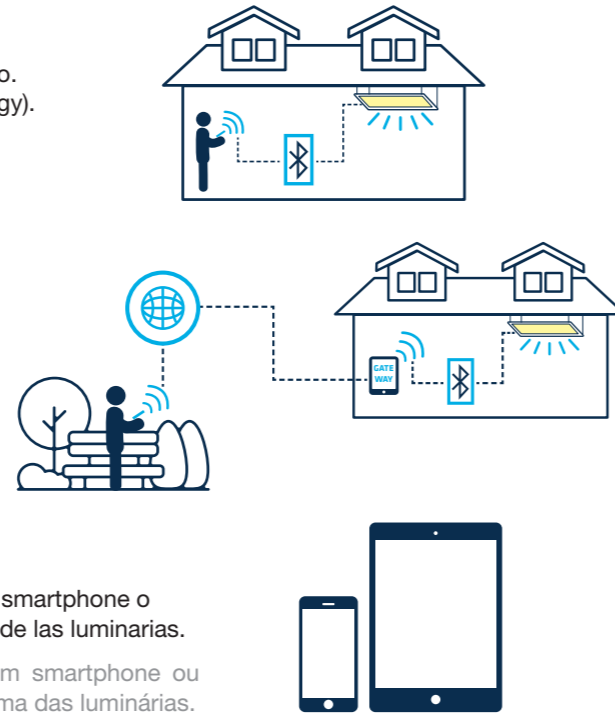 o.
gy).
GATE
WAY
smartphone o
de las luminarias.
m smartphone ou
ma das luminárias.